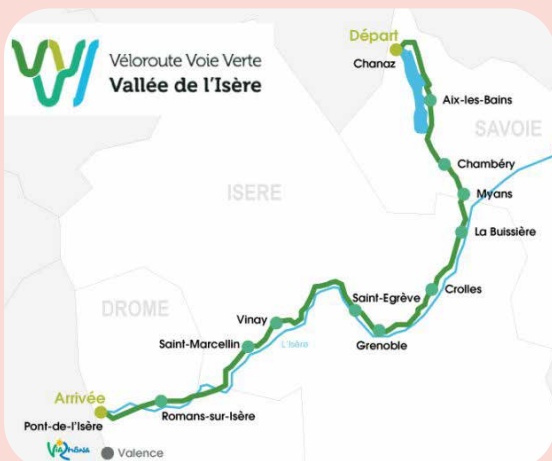 Véloroute Voie Verte
Vallée de l'Isère
Départ
Chanaz
Aix-les-Bains
SAVOIE
Chambéry
Myans
ISERE
La Buissière
Crolles
Saint-Egrève
DROME
Vinay
L'Isère
Saint-Marcellin
Grenoble
Arrivée
Romans-sur-Isère
Pont-de-l'Isère
ViaRhôna
Valence